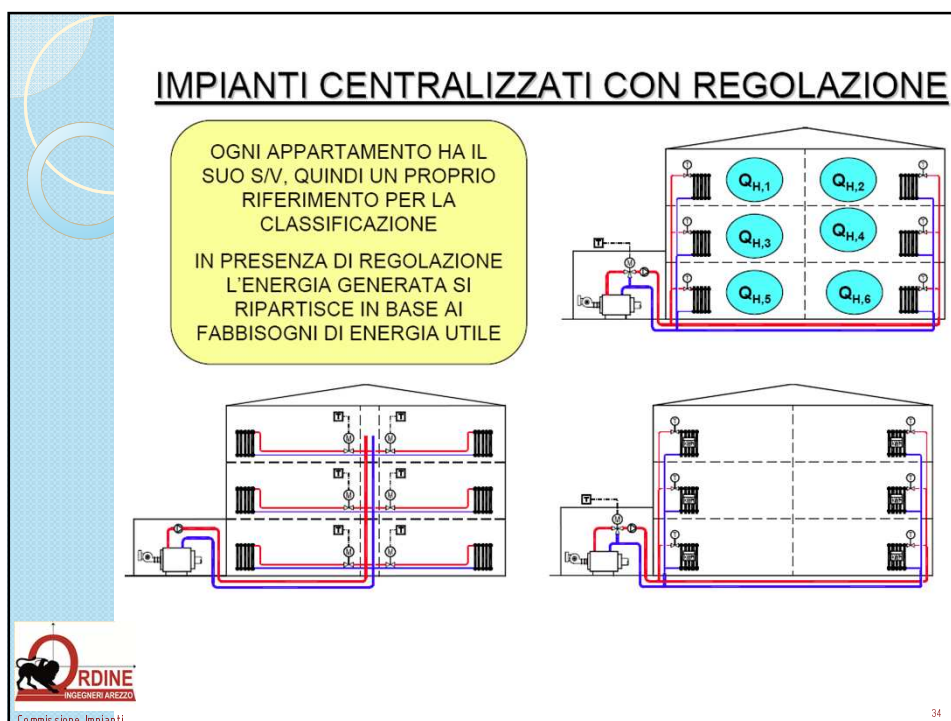 IMPIANTI CENTRALIZZATI CON REGOLAZIONE
OGNI APPARTAMENTO HA IL
SUO S/V, QUINDI UN PROPRIO
RIFERIMENTO PER LA
CLASSIFICAZIONE
IN PRESENZA DI REGOLAZIONE
L'ENERGIA GENERATA SI
RIPARTISCE IN BASE AI
FABBISOGNI DI ENERGIA UTILE
T T
QH,1 QH,2
T T
QH,3 QH,4
T
M
T T
QH,5 QH,6
T T
M M
T T
M M
T T
M M
T T
T T
T
M
T T
ORDINE
INGEGNERI AREZZO
Commissione Impianti
34